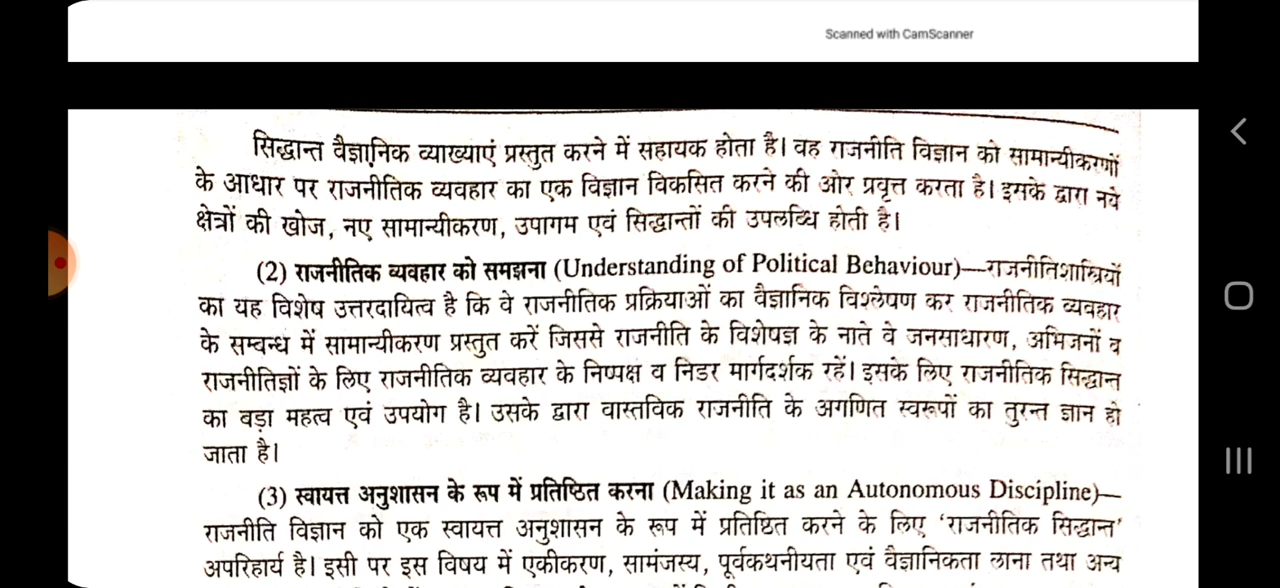 Scanned with CamScanner
सिद्धान्त वैज्ञानिक व्याख्याएं प्रस्तुत करने में सहायक होता है। वह राजनीति विज्ञान को सामान्यीकरणों
के आधार पर राजनीतिक व्यवहार का एक विज्ञान विकसित करने की ओर प्रवृत्त करता है। इसके द्वारा नये
क्षेत्रों की खोज, नए सामान्यीकरण, उपागम एवं सिद्धान्तों की उपलब्धि होती है।
(2) राजनीतिक व्यवहार को समझना (Understanding of Political Behaviour)—राजनीतिशास्त्रियों
का यह विशेष उत्तरदायित्व है कि वे राजनीतिक प्रक्रियाओं का वैज्ञानिक विश्लेषण कर राजनीतिक व्यवहार
के सम्बन्ध में सामान्यीकरण प्रस्तुत करें जिससे राजनीति के विशेषज्ञ के नाते वे जनसाधारण, अभिजनों व
राजनीतिज्ञों के लिए राजनीतिक व्यवहार के निष्पक्ष व निडर मार्गदर्शक रहें। इसके लिए राजनीतिक सिद्धान्त
का बड़ा महत्व एवं उपयोग है। उसके द्वारा वास्तविक राजनीति के अगणित स्वरूपों का तुरन्त ज्ञान हो
जाता है।
(3) स्वायत्त अनुशासन के रूप में प्रतिष्ठित करना (Making it as an Autonomous Discipline)—
राजनीति विज्ञान को एक स्वायत्त अनुशासन के रूप में प्रतिष्ठित करने के लिए 'राजनीतिक सिद्धान्त'
अपरिहार्य है। इसी पर इस विषय में एकीकरण, सामंजस्य, पूर्वकथनीयता एवं वैज्ञानिकता लाना तथा अन्य